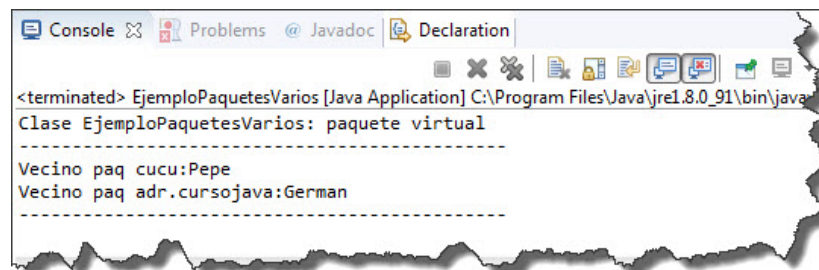 Console Problems @ Javadoc Declaration
<terminated> EjemploPaquetesVarios [Java Application] C:\Program Files\Java\jre1.8.0_91\bin\java
Clase EjemploPaquetesVarios: paquete virtual
----------------------------------------------
Vecino paq cucu:Pepe
Vecino paq adr.cursojava:German
----------------------------------------------